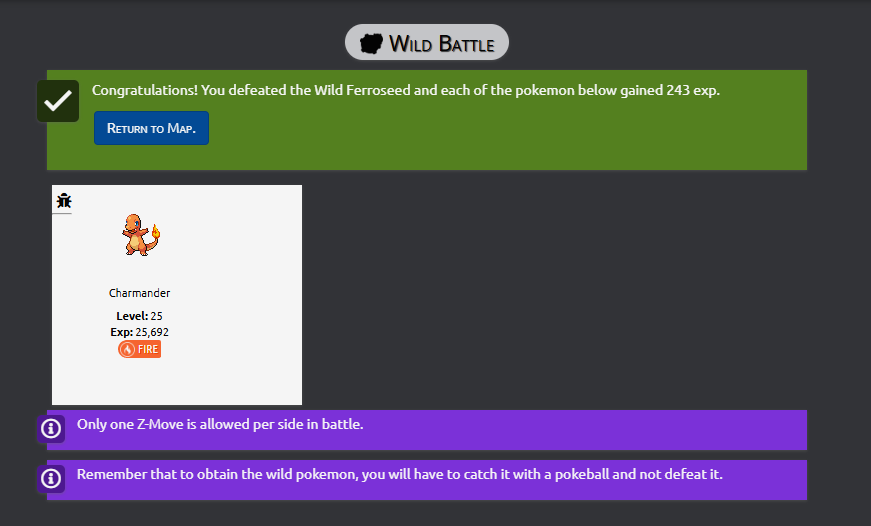 Wild Battle
Congratulations! You defeated the Wild Ferroseed and each of the pokemon below gained 243 exp.
Return to Map.
Charmander
Level: 25
Exp: 25,692
FIRE
Only one Z-Move is allowed per side in battle.
Remember that to obtain the wild pokemon, you will have to catch it with a pokeball and not defeat it.